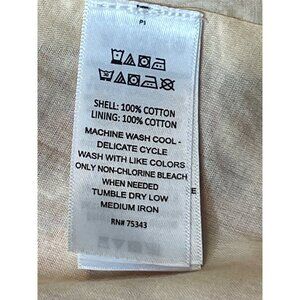 P1
SHELL: 100% COTTON
LINING: 100% COTTON
MACHINE WASH COOL -
DELICATE CYCLE
WASH WITH LIKE COLORS
ONLY NON-CHLORINE BLEACH
WHEN NEEDED
TUMBLE DRY LOW
MEDIUM IRON
RN# 75343